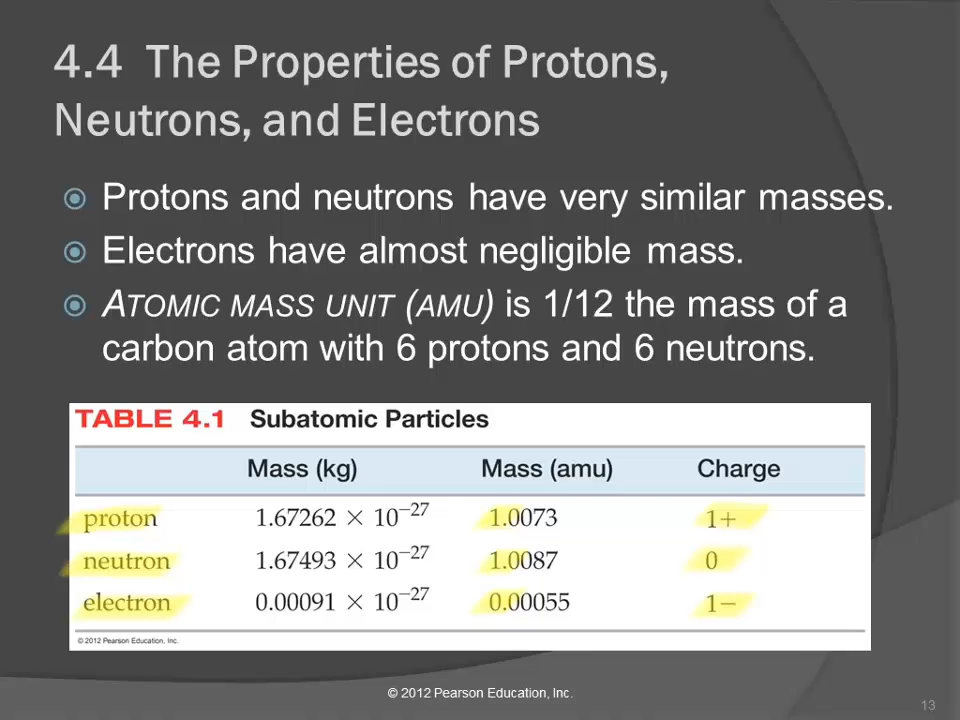 4.4 The Properties of Protons,
Neutrons, and Electrons
Protons and neutrons have very similar masses.
Electrons have almost negligible mass.
ATOMIC MASS UNIT (AMU) is 1/12 the mass of a
carbon atom with 6 protons and 6 neutrons.
TABLE 4.1 Subatomic Particles
Mass (kg) Mass (amu) Charge
proton 1.67262 × 10⁻²⁷ 1.0073 1+
neutron 1.67493 × 10⁻²⁷ 1.0087 0
electron 0.00091 × 10⁻²⁷ 0.00055 1−
© 2012 Pearson Education, Inc.
© 2012 Pearson Education, Inc.
13